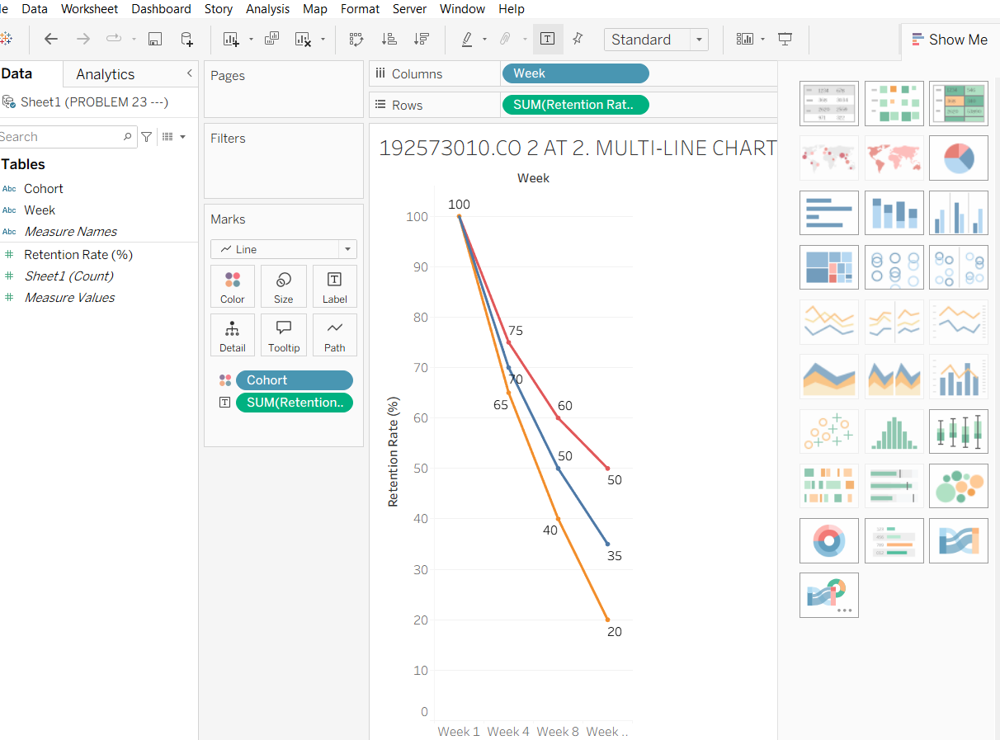 le Data Worksheet Dashboard Story Analysis Map Format Server Window Help
Standard
Show Me
Data Analytics
Sheet1 (PROBLEM 23 ---)
Search
Tables
Abc Cohort
Abc Week
Abc Measure Names
# Retention Rate (%)
# Sheet1 (Count)
# Measure Values
Pages
Filters
Marks
Line
Color Size Label
Detail Tooltip Path
Cohort
SUM(Retention..
Columns Week
Rows SUM(Retention Rat..
192573010.CO 2 AT 2. MULTI-LINE CHART
Week
Retention Rate (%)
100
90
80
70
60
50
40
30
20
10
0
100
75
70
65
60
50
40
50
35
20
Week 1 Week 4 Week 8 Week ..